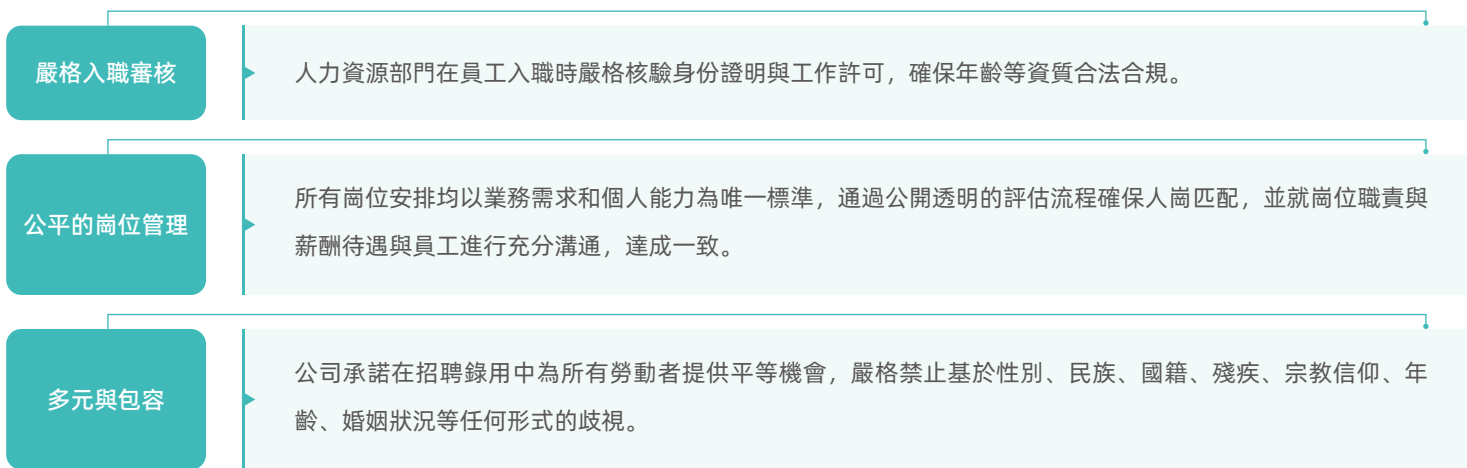 嚴格入職審核
人力資源部門在員工入職時嚴格核驗身份證明與工作許可，確保年齡等資質合法合規。
公平的崗位管理
所有崗位安排均以業務需求和個人能力為唯一標準，通過公開透明的評估流程確保人崗匹配，並就崗位職責與
薪酬待遇與員工進行充分溝通，達成一致。
多元與包容
公司承諾在招聘錄用中為所有勞動者提供平等機會，嚴格禁止基於性別、民族、國籍、殘疾、宗教信仰、年
齡、婚姻狀況等任何形式的歧視。